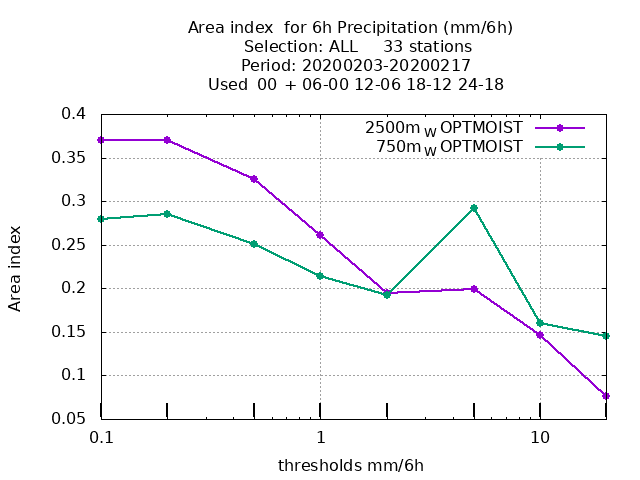 Area index  for 6h Precipitation (mm/6h)
Selection: ALL     33 stations
Period: 20200203-20200217
Used  00 + 06-00 12-06 18-12 24-18
2500m W OPTMOIST
750m W OPTMOIST
0.4
0.35
0.3
0.25
0.2
0.15
0.1
0.05
Area index
0.1 1 10
thresholds mm/6h